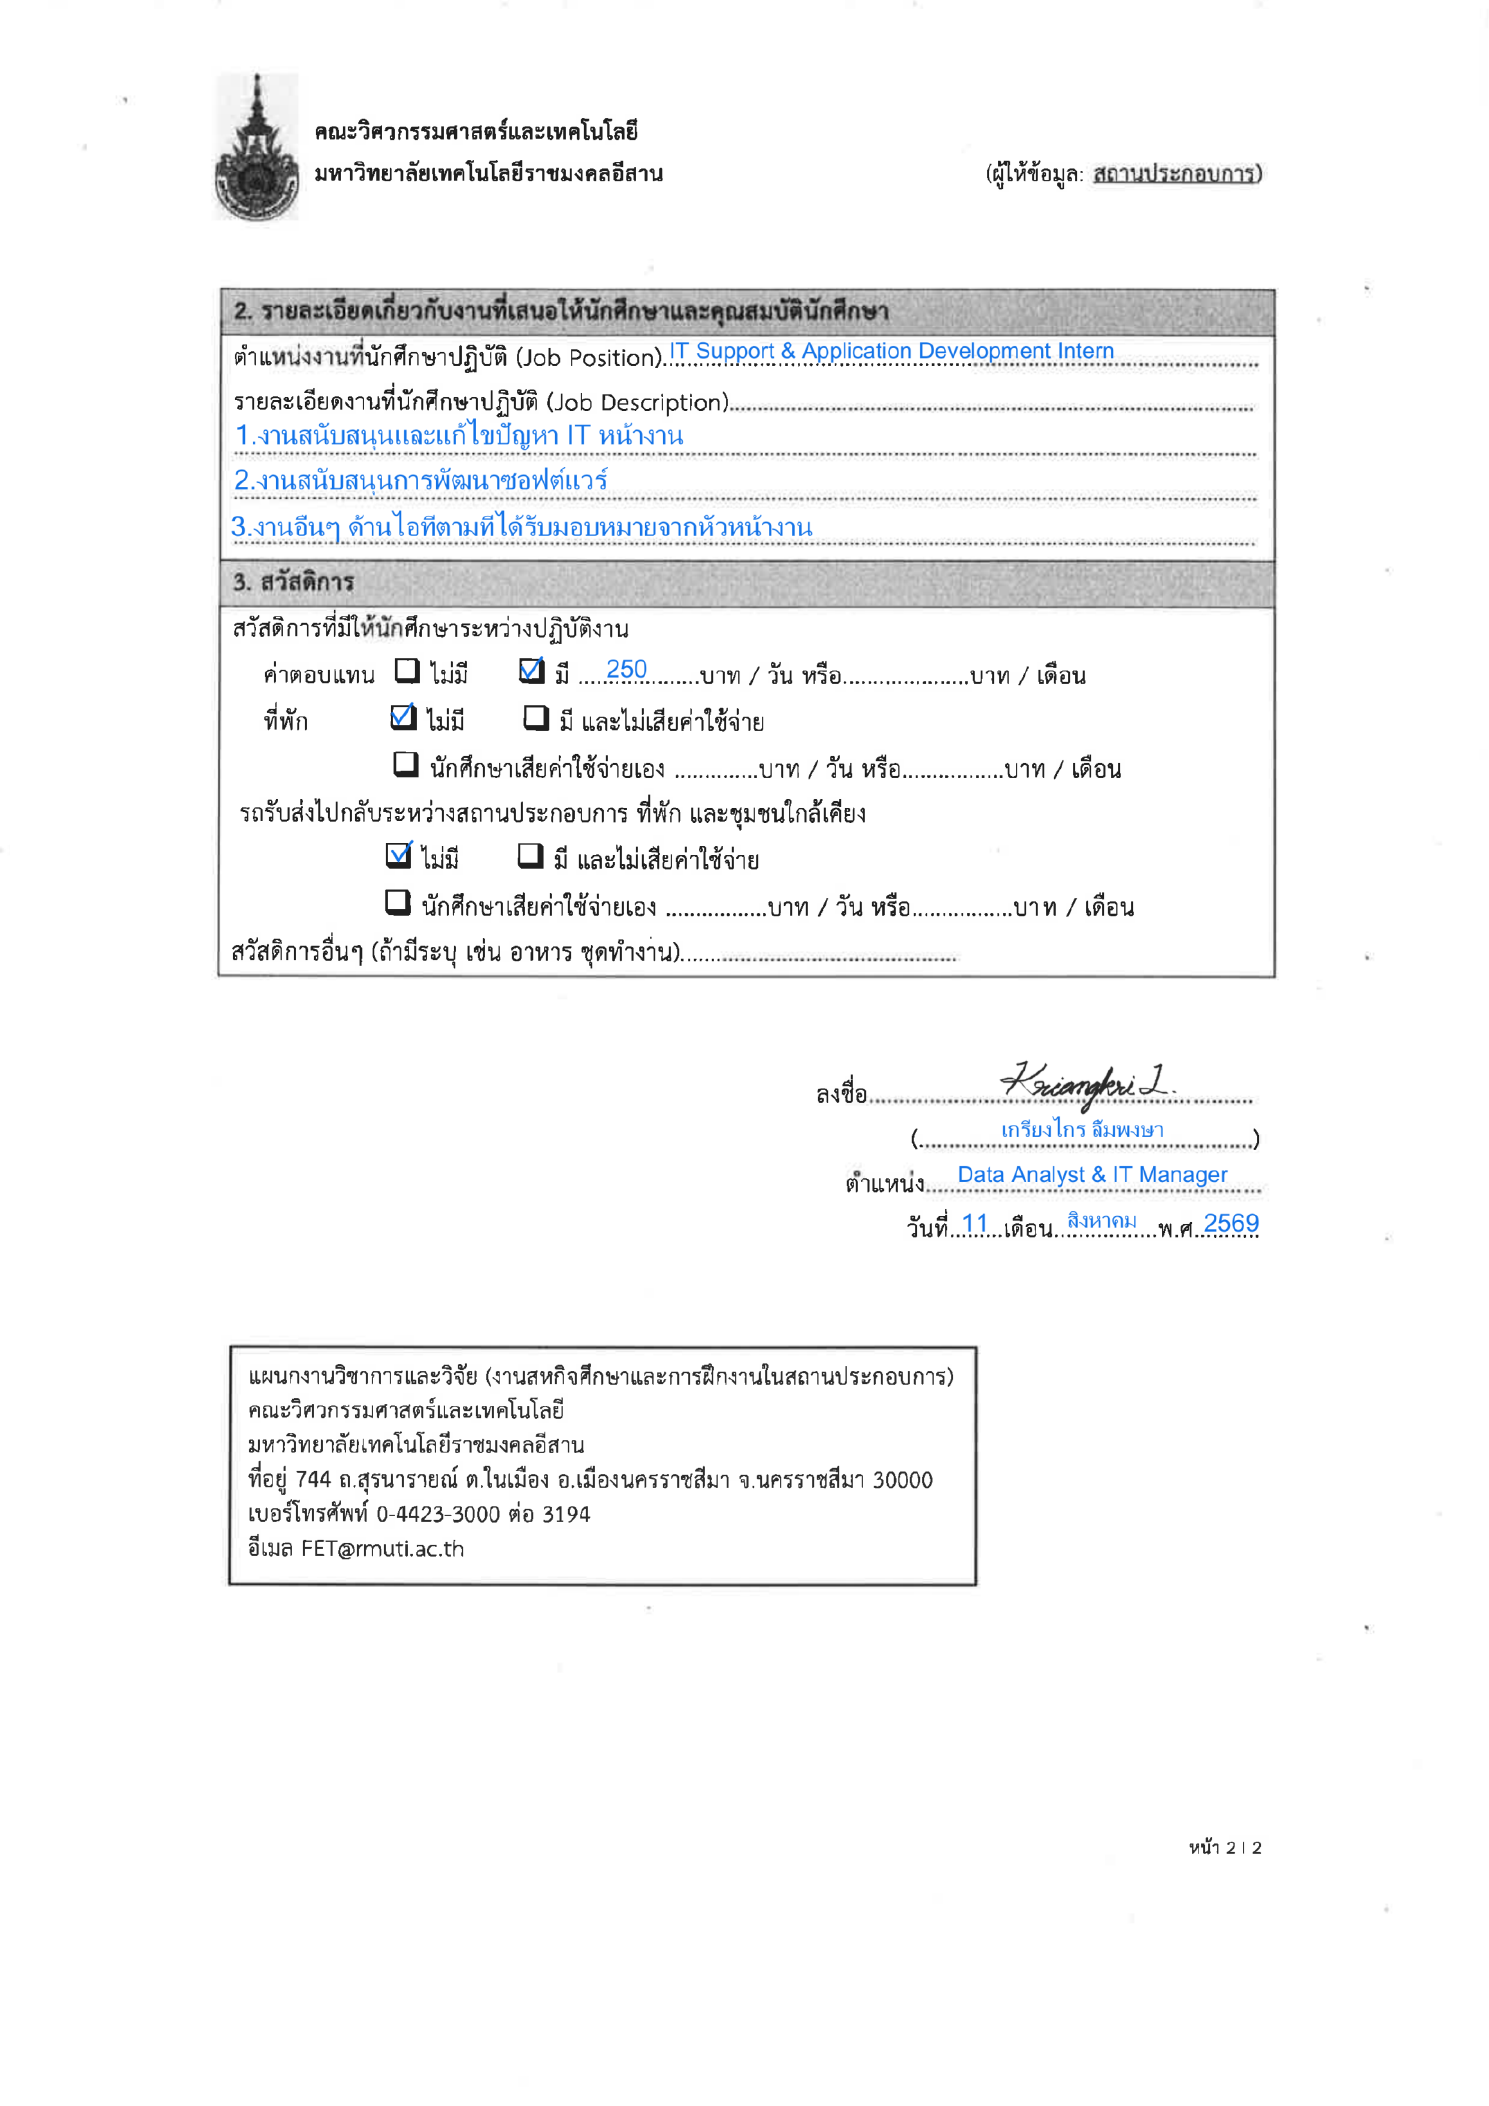 คณะวิศวกรรมศาสตร์และเทคโนโลยี
มหาวิทยาลัยเทคโนโลยีราชมงคลอีสาน
(ผู้ให้ข้อมูล: สถานประกอบการ)
2. รายละเอียดเกี่ยวกับงานที่เสนอให้นักศึกษาและคุณสมบัตินักศึกษา
ตำแหน่งงานที่นักศึกษาปฏิบัติ (Job Position) IT Support & Application Development Intern
รายละเอียดงานที่นักศึกษาปฏิบัติ (Job Description)
1.งานสนับสนุนและแก้ไขปัญหา IT หน้างาน
2.งานสนับสนุนการพัฒนาซอฟต์แวร์
3.งานอื่นๆ ด้านไอทีตามที่ได้รับมอบหมายจากหัวหน้างาน
3. สวัสดิการ
สวัสดิการที่มีให้นักศึกษาระหว่างปฏิบัติงาน
ค่าตอบแทน ☐ ไม่มี ☑ มี .....250.....บาท / วัน หรือ.....................บาท / เดือน
ที่พัก ☑ ไม่มี ☐ มี และไม่เสียค่าใช้จ่าย
☐ นักศึกษาเสียค่าใช้จ่ายเอง ..............บาท / วัน หรือ.................บาท / เดือน
รถรับส่งไปกลับระหว่างสถานประกอบการ ที่พัก และชุมชนใกล้เคียง
☑ ไม่มี ☐ มี และไม่เสียค่าใช้จ่าย
☐ นักศึกษาเสียค่าใช้จ่ายเอง .................บาท / วัน หรือ.................บาท / เดือน
สวัสดิการอื่นๆ (ถ้ามีระบุ เช่น อาหาร ชุดทำงาน)..............................
ลงชื่อ Kriangkri L.
(เกรียงไกร ลิ้มพงษา)
ตำแหน่ง Data Analyst & IT Manager
วันที่ 11 เดือน สิงหาคม พ.ศ. 2569
แผนกงานวิชาการและวิจัย (งานสหกิจศึกษาและการฝึกงานในสถานประกอบการ)
คณะวิศวกรรมศาสตร์และเทคโนโลยี
มหาวิทยาลัยเทคโนโลยีราชมงคลอีสาน
ที่อยู่ 744 ถ.สุรนารายณ์ ต.ในเมือง อ.เมืองนครราชสีมา จ.นครราชสีมา 30000
เบอร์โทรศัพท์ 0-4423-3000 ต่อ 3194
อีเมล FET@rmuti.ac.th
หน้า 2 | 2